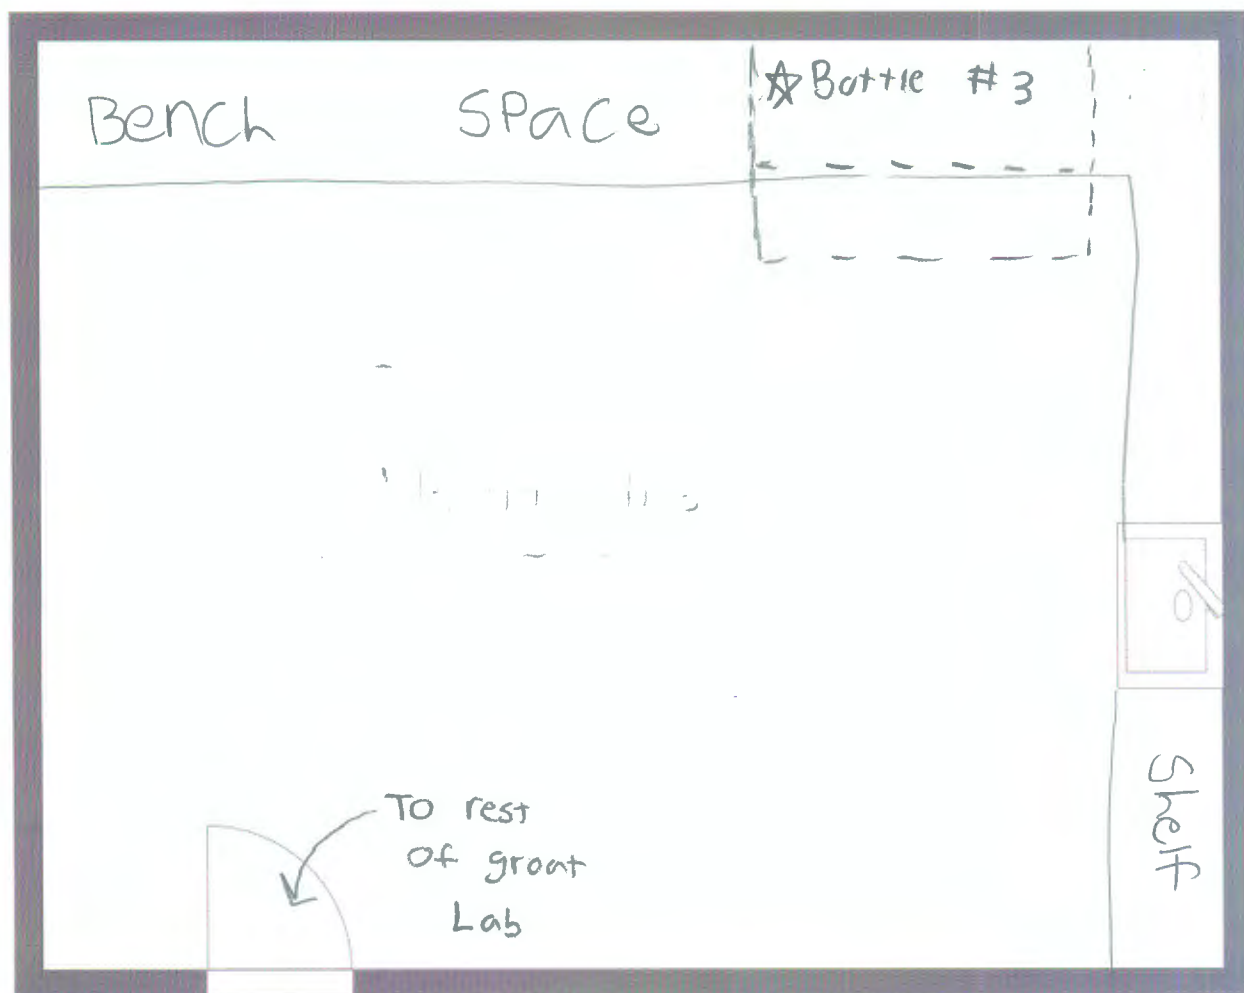 Bench Space
☆ Bottle #3
To rest
of groat
Lab
Shelf